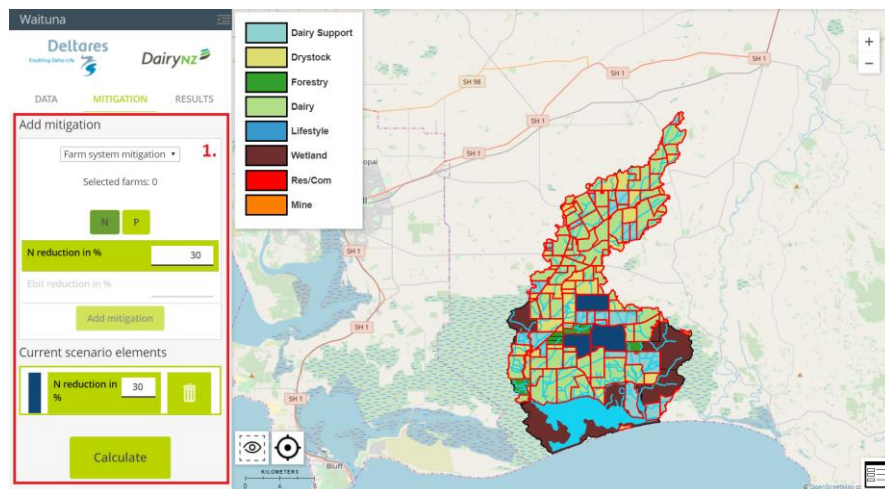 Waituna
Deltares
Enabling Delta Life
DairyNZ
DATA MITIGATION RESULTS
Add mitigation
1.
Farm system mitigation
Selected farms: 0
N P
N reduction in % 30
Ebit reduction in %
Add mitigation
Current scenario elements
N reduction in % 30
Calculate
Dairy Support
Drystock
Forestry
Dairy
Lifestyle
Wetland
Res/Com
Mine
SH 1
SH 98
SH 1
SH 1
SH 1
SH 1
SH 1
Bluff
KILOMETERS
0 4
+
−